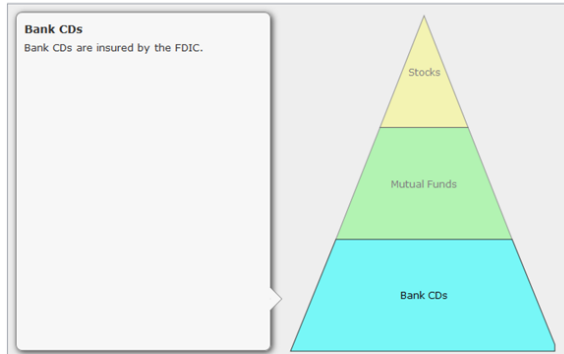 Bank CDs
Bank CDs are insured by the FDIC.
Stocks
Mutual Funds
Bank CDs